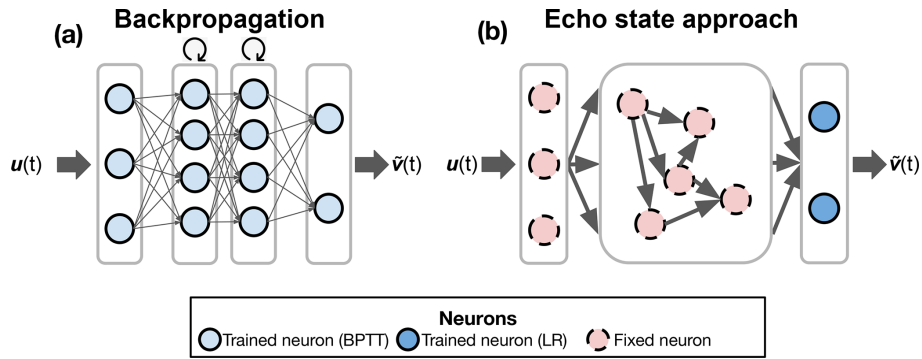 Backpropagation
(a)
u(t)
ṽ(t)
Echo state approach
(b)
u(t)
ṽ(t)
Neurons
Trained neuron (BPTT) Trained neuron (LR) Fixed neuron